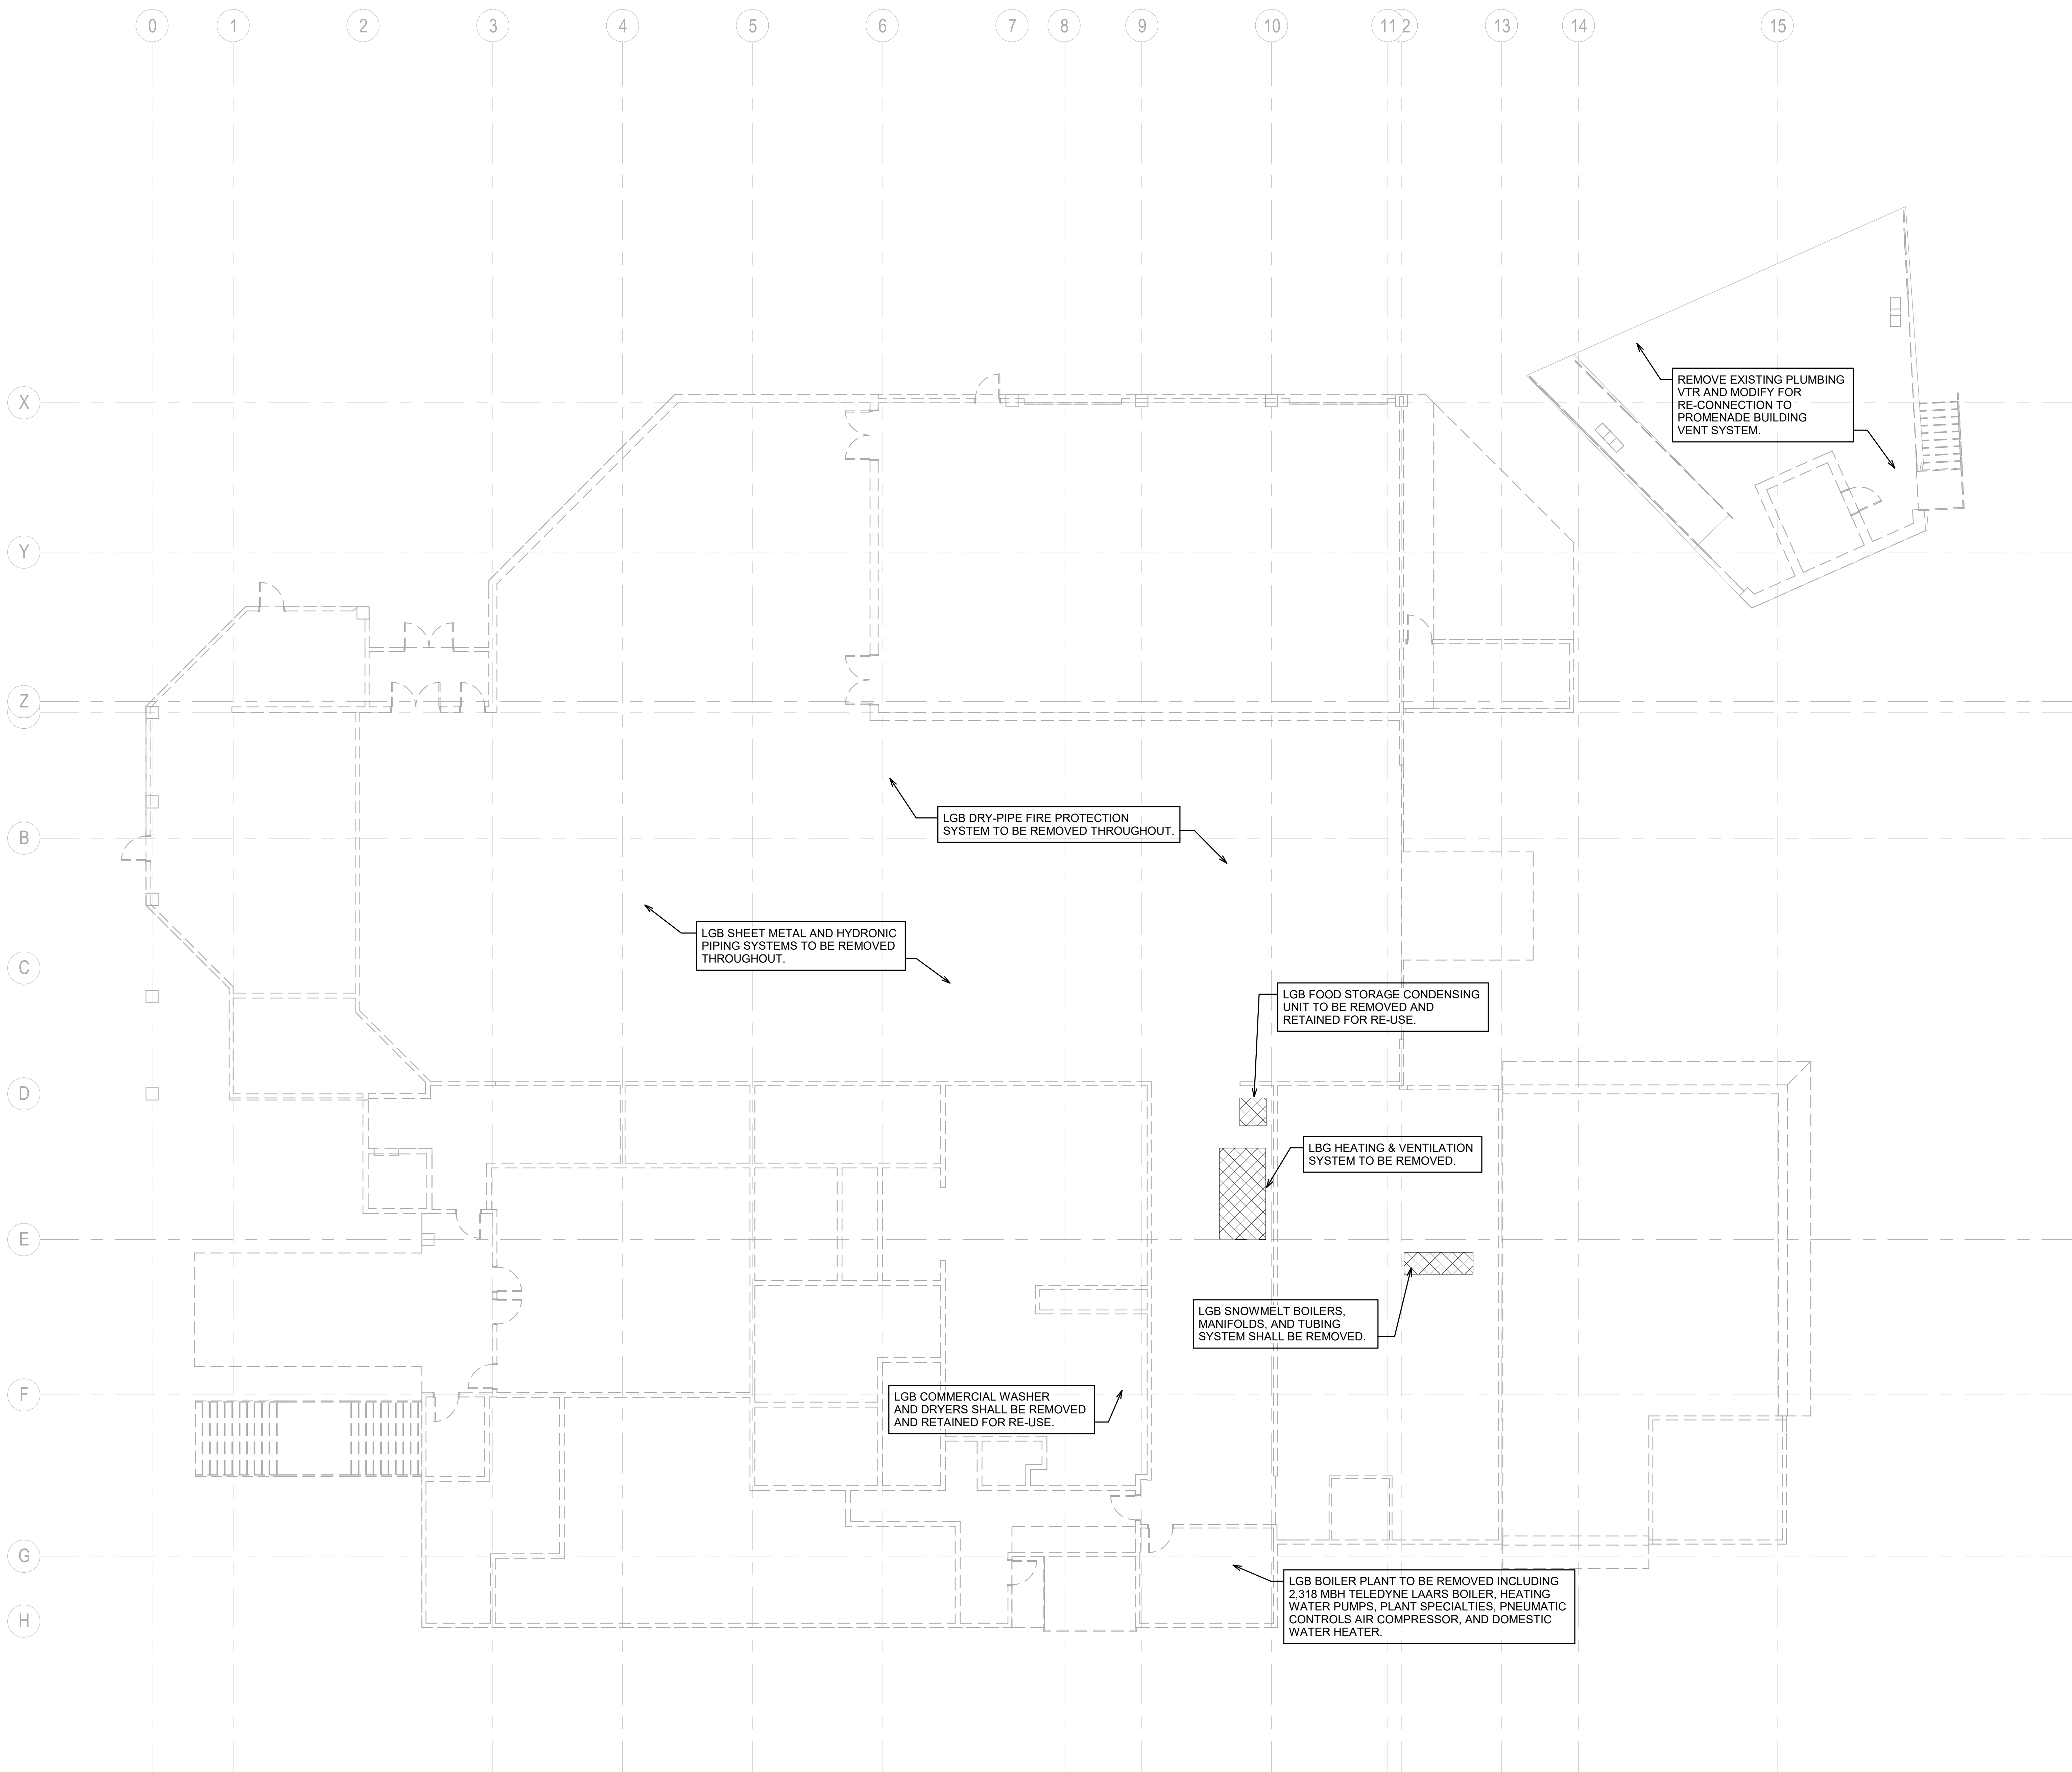 0 1 2 3 4 5 6 7 8 9 10 11 2 13 14 15
X
REMOVE EXISTING PLUMBING
VTR AND MODIFY FOR
RE-CONNECTION TO
PROMENADE BUILDING
VENT SYSTEM.
Y
Z
LGB DRY-PIPE FIRE PROTECTION
SYSTEM TO BE REMOVED THROUGHOUT.
B
LGB SHEET METAL AND HYDRONIC
PIPING SYSTEMS TO BE REMOVED
THROUGHOUT.
C
LGB FOOD STORAGE CONDENSING
UNIT TO BE REMOVED AND
RETAINED FOR RE-USE.
D
LBG HEATING & VENTILATION
SYSTEM TO BE REMOVED.
E
LGB SNOWMELT BOILERS,
MANIFOLDS, AND TUBING
SYSTEM SHALL BE REMOVED.
F
LGB COMMERCIAL WASHER
AND DRYERS SHALL BE REMOVED
AND RETAINED FOR RE-USE.
G
LGB BOILER PLANT TO BE REMOVED INCLUDING
2,318 MBH TELEDYNE LAARS BOILER, HEATING
WATER PUMPS, PLANT SPECIALTIES, PNEUMATIC
CONTROLS AIR COMPRESSOR, AND DOMESTIC
WATER HEATER.
H